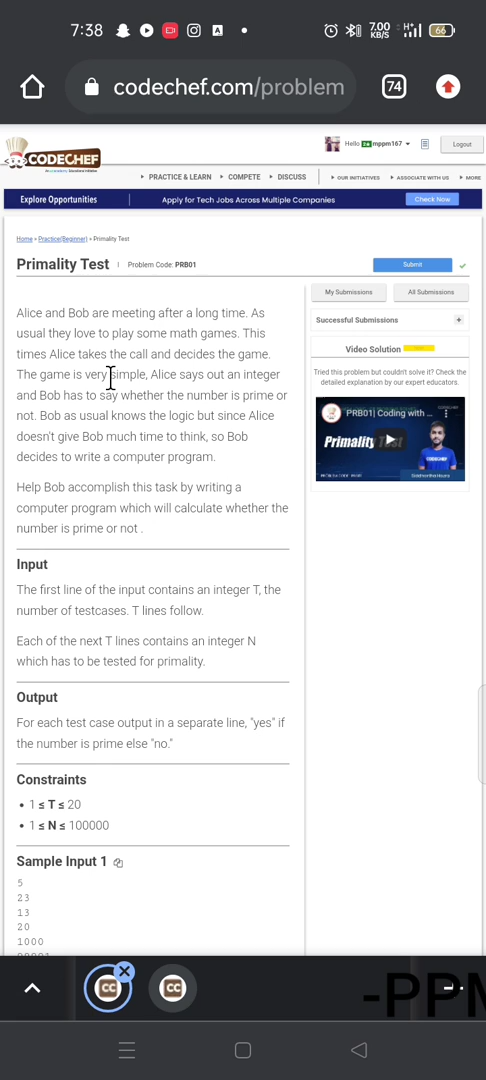 7:38
7.00 KB/S
H+
66
codechef.com/problem
74
CODECHEF
Hello 2★ mppm167
Logout
PRACTICE & LEARN
COMPETE
DISCUSS
OUR INITIATIVES
ASSOCIATE WITH US
MORE
Explore Opportunities
Apply for Tech Jobs Across Multiple Companies
Check Now
Home » Practice(Beginner) » Primality Test
Primality Test
Problem Code: PRB01
Submit
My Submissions
All Submissions
Successful Submissions
+
Video Solution
Tried this problem but couldn't solve it? Check the
detailed explanation by our expert educators.
PRB01| Coding with ...
Primality Test
Alice and Bob are meeting after a long time. As
usual they love to play some math games. This
times Alice takes the call and decides the game.
The game is very simple, Alice says out an integer
and Bob has to say whether the number is prime or
not. Bob as usual knows the logic but since Alice
doesn't give Bob much time to think, so Bob
decides to write a computer program.
Help Bob accomplish this task by writing a
computer program which will calculate whether the
number is prime or not .
Input
The first line of the input contains an integer T, the
number of testcases. T lines follow.
Each of the next T lines contains an integer N
which has to be tested for primality.
Output
For each test case output in a separate line, "yes" if
the number is prime else "no."
Constraints
• 1 ≤ T ≤ 20
• 1 ≤ N ≤ 100000
Sample Input 1
5
23
13
20
1000
CC
CC